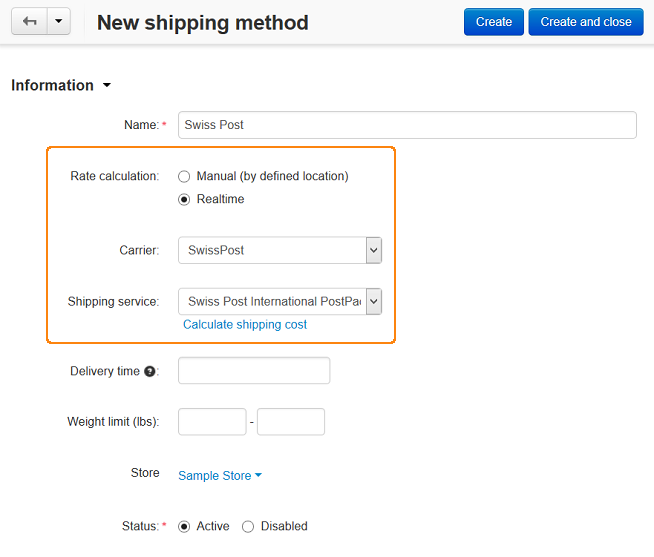 New shipping method
Create
Create and close
Information
Name: *
Swiss Post
Rate calculation:
Manual (by defined location)
Realtime
Carrier:
SwissPost
Shipping service:
Swiss Post International PostPa
Calculate shipping cost
Delivery time ?:
Weight limit (lbs):
-
Store
Sample Store
Status: *
Active
Disabled